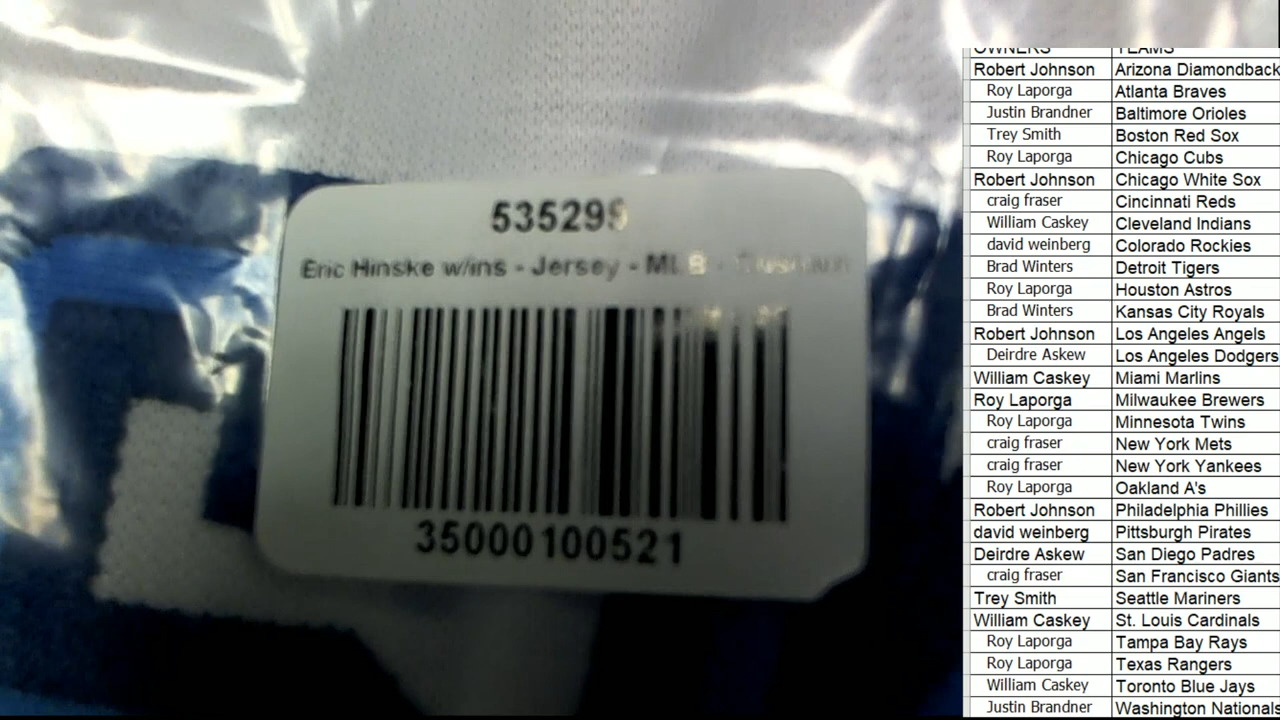 535299
Eric Hinske w/ins - Jersey - MLB -
35000100521
OWNERS TEAMS
Robert Johnson Arizona Diamondback
Roy Laporga Atlanta Braves
Justin Brandner Baltimore Orioles
Trey Smith Boston Red Sox
Roy Laporga Chicago Cubs
Robert Johnson Chicago White Sox
craig fraser Cincinnati Reds
William Caskey Cleveland Indians
david weinberg Colorado Rockies
Brad Winters Detroit Tigers
Roy Laporga Houston Astros
Brad Winters Kansas City Royals
Robert Johnson Los Angeles Angels
Deirdre Askew Los Angeles Dodgers
William Caskey Miami Marlins
Roy Laporga Milwaukee Brewers
Roy Laporga Minnesota Twins
craig fraser New York Mets
craig fraser New York Yankees
Roy Laporga Oakland A's
Robert Johnson Philadelphia Phillies
david weinberg Pittsburgh Pirates
Deirdre Askew San Diego Padres
craig fraser San Francisco Giants
Trey Smith Seattle Mariners
William Caskey St. Louis Cardinals
Roy Laporga Tampa Bay Rays
Roy Laporga Texas Rangers
William Caskey Toronto Blue Jays
Justin Brandner Washington Nationals